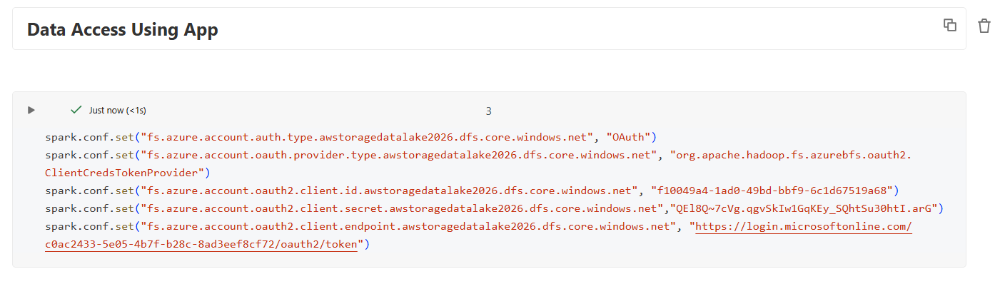 Data Access Using App
Just now (<1s)
3
spark.conf.set("fs.azure.account.auth.type.awstoragedatalake2026.dfs.core.windows.net", "OAuth")
spark.conf.set("fs.azure.account.oauth.provider.type.awstoragedatalake2026.dfs.core.windows.net", "org.apache.hadoop.fs.azurebfs.oauth2.
ClientCredsTokenProvider")
spark.conf.set("fs.azure.account.oauth2.client.id.awstoragedatalake2026.dfs.core.windows.net", "f10049a4-1ad0-49bd-bbf9-6c1d67519a68")
spark.conf.set("fs.azure.account.oauth2.client.secret.awstoragedatalake2026.dfs.core.windows.net","QEl8Q~7cVg.qgvSkIw1GqKEy_SQhtSu30htI.arG")
spark.conf.set("fs.azure.account.oauth2.client.endpoint.awstoragedatalake2026.dfs.core.windows.net", "https://login.microsoftonline.com/
c0ac2433-5e05-4b7f-b28c-8ad3eef8cf72/oauth2/token")